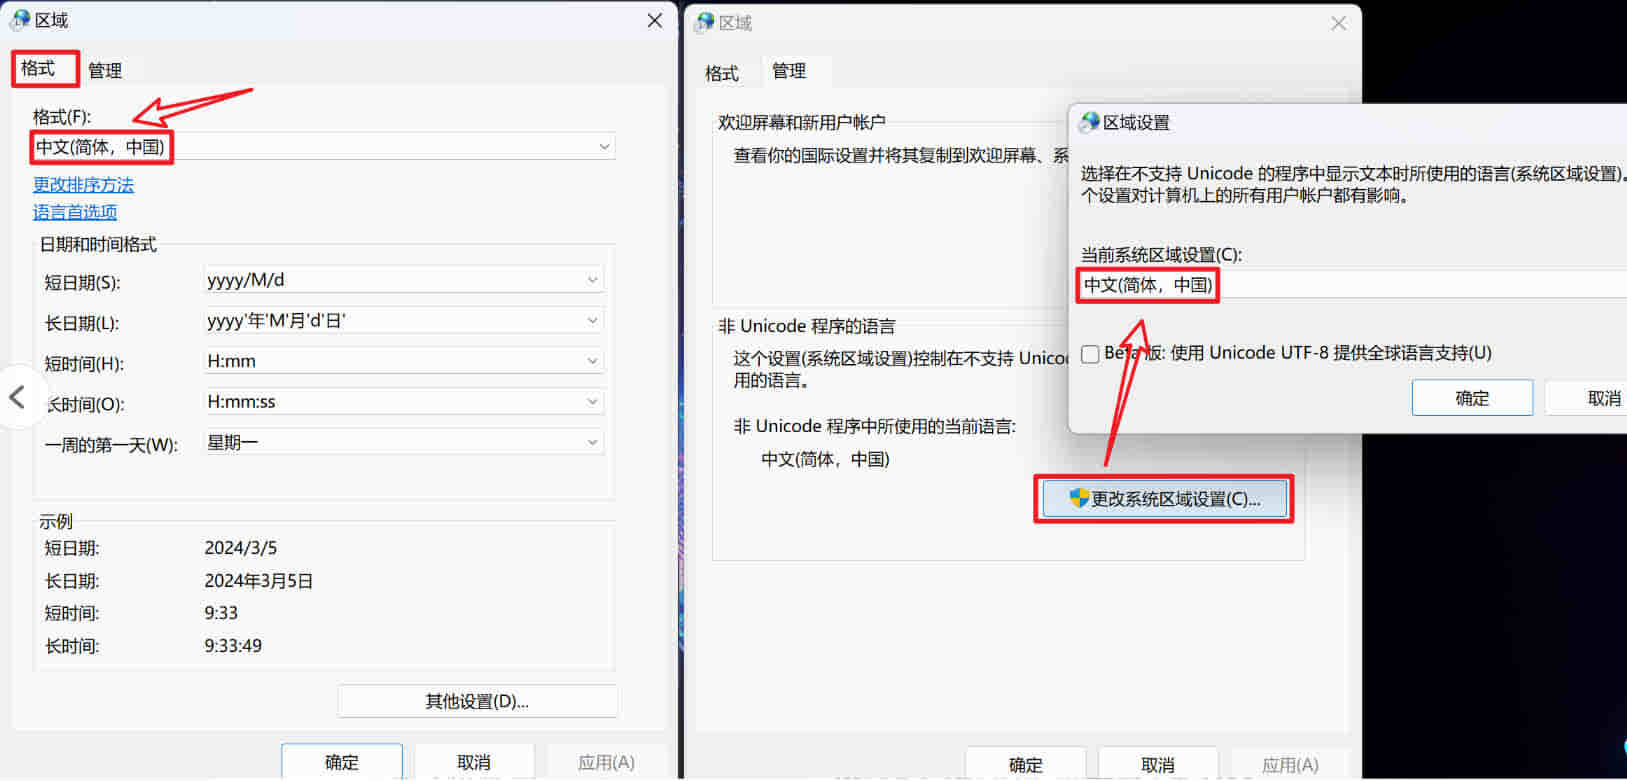 区域
格式
管理
格式(F):
中文(简体，中国)
更改排序方法
语言首选项
日期和时间格式
短日期(S):
yyyy/M/d
长日期(L):
yyyy'年'M'月'd'日'
短时间(H):
H:mm
长时间(O):
H:mm:ss
一周的第一天(W):
星期一
示例
短日期:
2024/3/5
长日期:
2024年3月5日
短时间:
9:33
长时间:
9:33:49
其他设置(D)...
确定
取消
应用(A)
区域
格式
管理
欢迎屏幕和新用户帐户
查看你的国际设置并将其复制到欢迎屏幕、系
非 Unicode 程序的语言
这个设置(系统区域设置)控制在不支持 Unico
用的语言。
非 Unicode 程序中所使用的当前语言:
中文(简体，中国)
更改系统区域设置(C)...
确定
取消
应用(A)
区域设置
选择在不支持 Unicode 的程序中显示文本时所使用的语言(系统区域设置)。
个设置对计算机上的所有用户帐户都有影响。
当前系统区域设置(C):
中文(简体，中国)
Beta 版: 使用 Unicode UTF-8 提供全球语言支持(U)
确定
取消